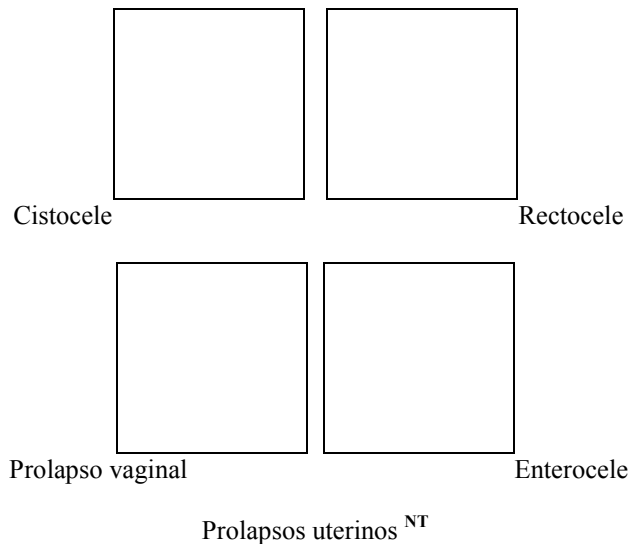 Cistocele Rectocele
Prolapso vaginal Enterocele
Prolapsos uterinos NT